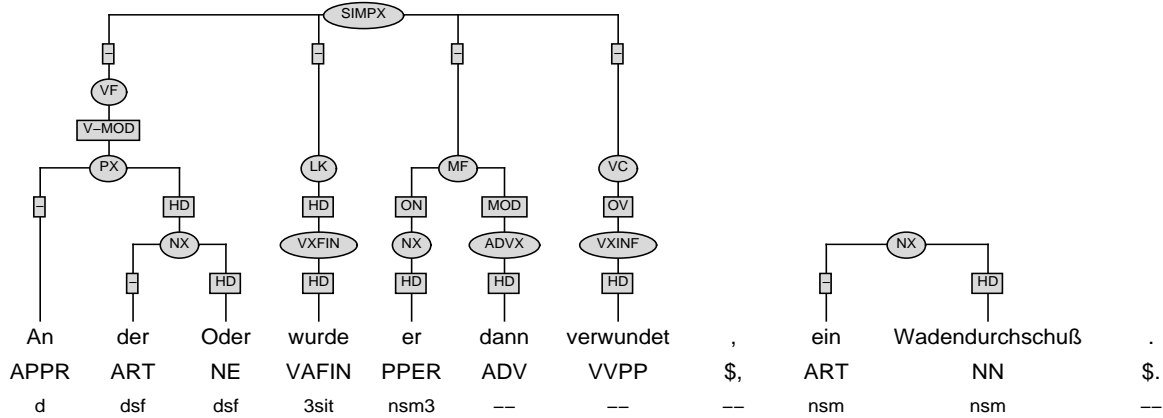 SIMPX
– – – –
VF
V–MOD
PX LK MF VC
– HD HD ON MOD OV
NX VXFIN NX ADVX VXINF NX
– HD HD HD HD HD – HD
An der Oder wurde er dann verwundet , ein Wadendurchschuß .
APPR ART NE VAFIN PPER ADV VVPP $, ART NN $.
d dsf dsf 3sit nsm3 –– –– –– nsm nsm ––